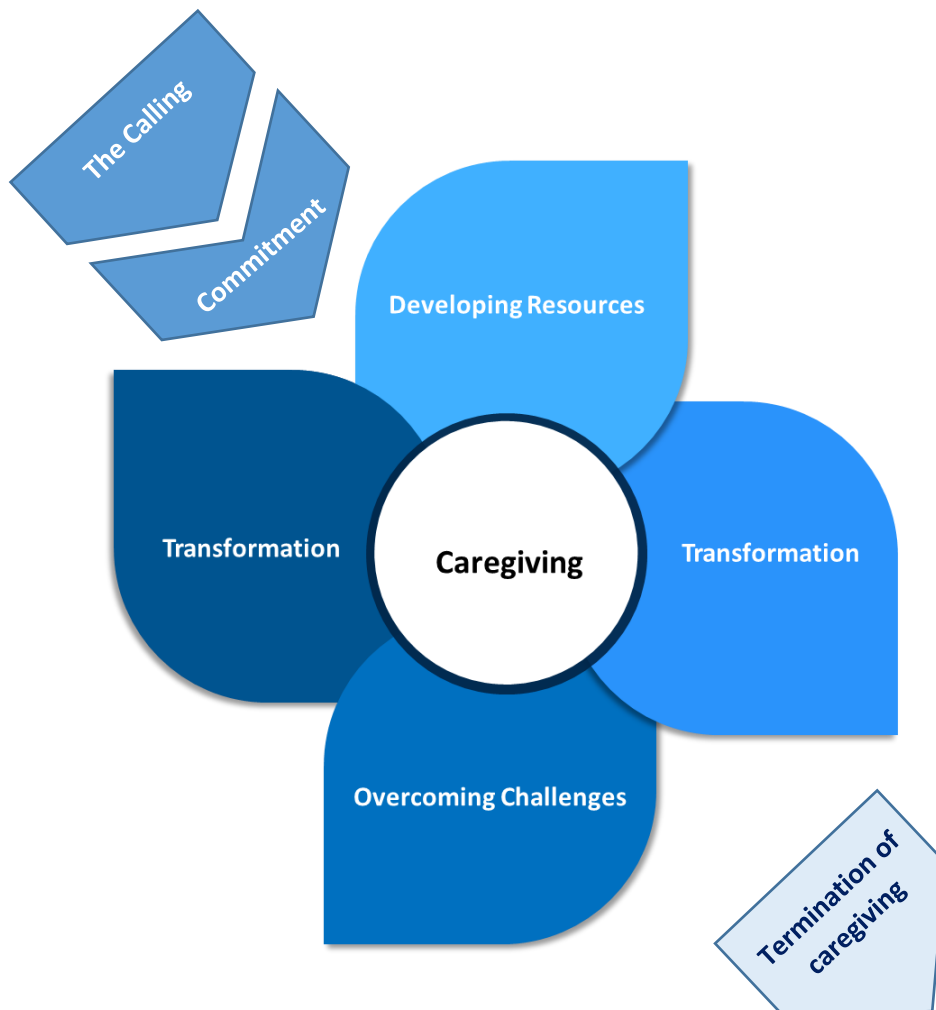 The Calling
Commitment
Developing Resources
Transformation
Caregiving
Transformation
Overcoming Challenges
Termination of
caregiving